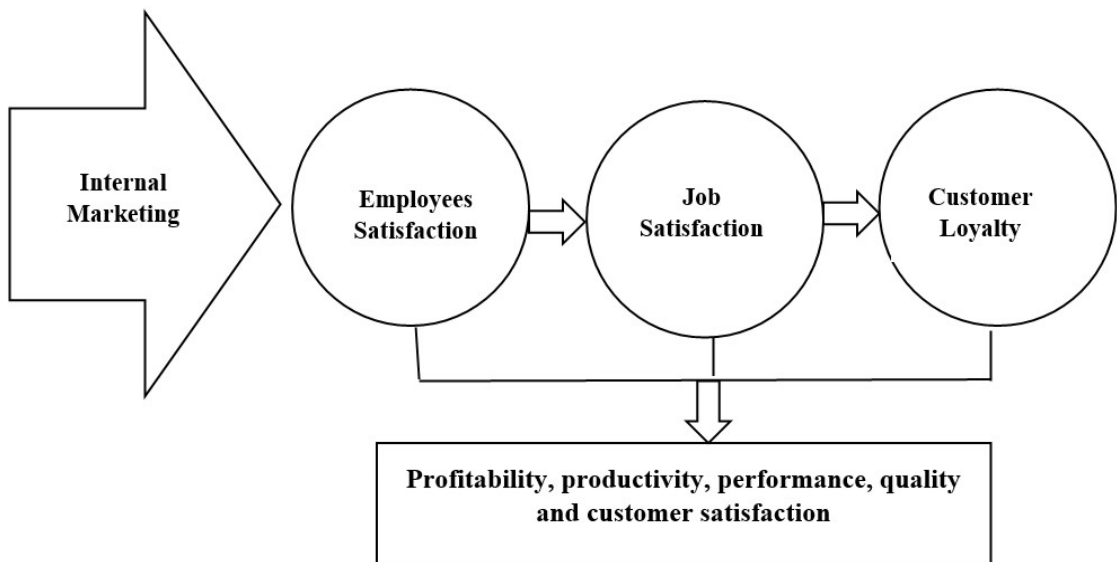 Internal
Marketing
Employees
Satisfaction
Job
Satisfaction
Customer
Loyalty
Profitability, productivity, performance, quality
and customer satisfaction